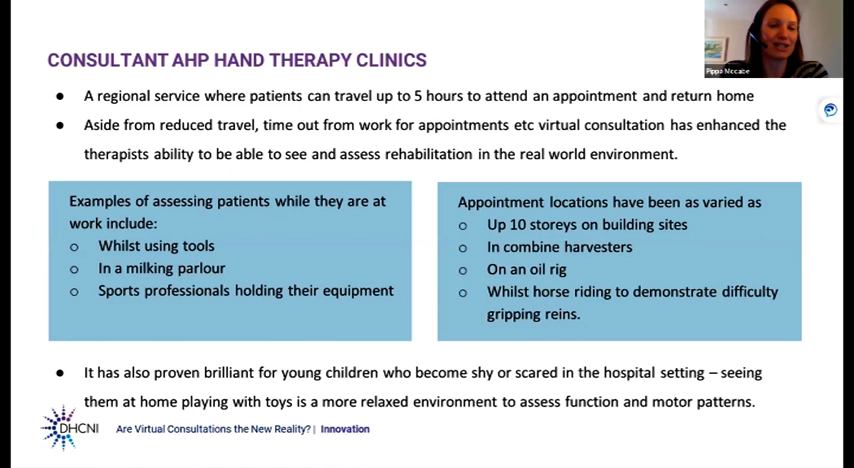 CONSULTANT AHP HAND THERAPY CLINICS
Pippa Mccabe
● A regional service where patients can travel up to 5 hours to attend an appointment and return home
● Aside from reduced travel, time out from work for appointments etc virtual consultation has enhanced the
therapists ability to be able to see and assess rehabilitation in the real world environment.
Examples of assessing patients while they are at
work include:
o Whilst using tools
o In a milking parlour
o Sports professionals holding their equipment
Appointment locations have been as varied as
o Up 10 storeys on building sites
o In combine harvesters
o On an oil rig
o Whilst horse riding to demonstrate difficulty
gripping reins.
● It has also proven brilliant for young children who become shy or scared in the hospital setting – seeing
them at home playing with toys is a more relaxed environment to assess function and motor patterns.
DHCNI Are Virtual Consultations the New Reality? | Innovation